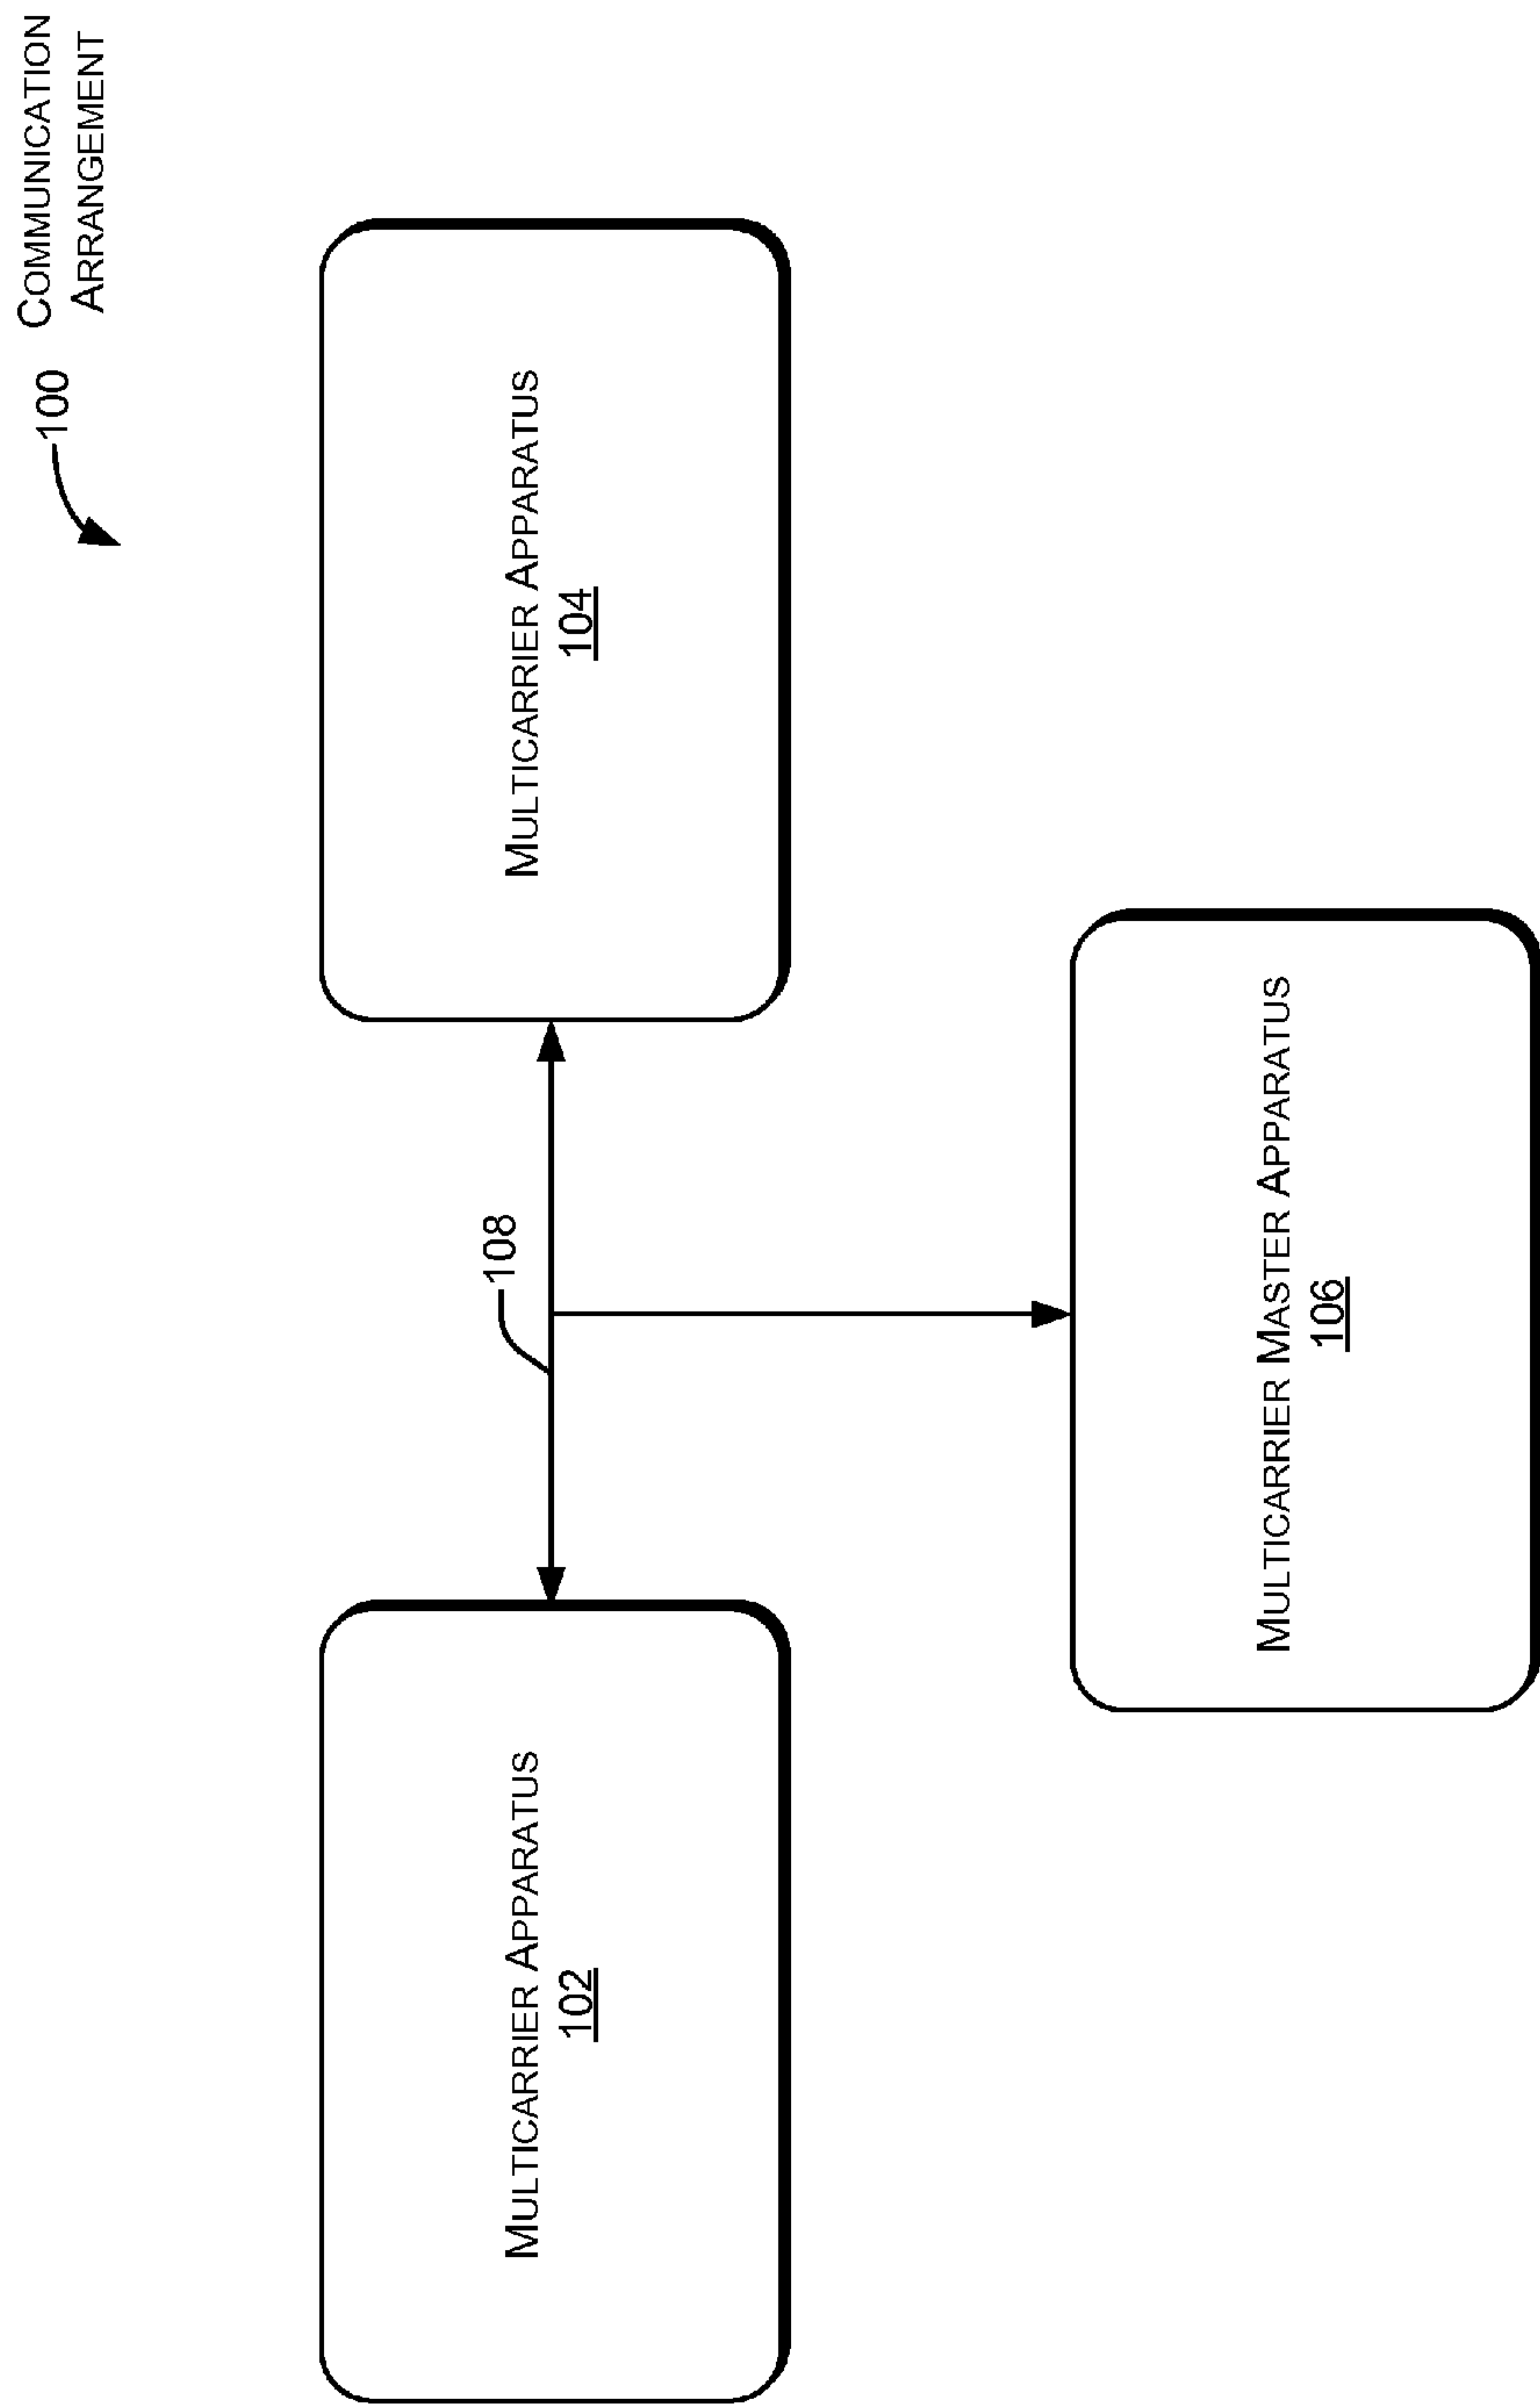 100 COMMUNICATION
ARRANGEMENT
MULTICARRIER APPARATUS
102
108
MULTICARRIER APPARATUS
104
MULTICARRIER MASTER APPARATUS
106